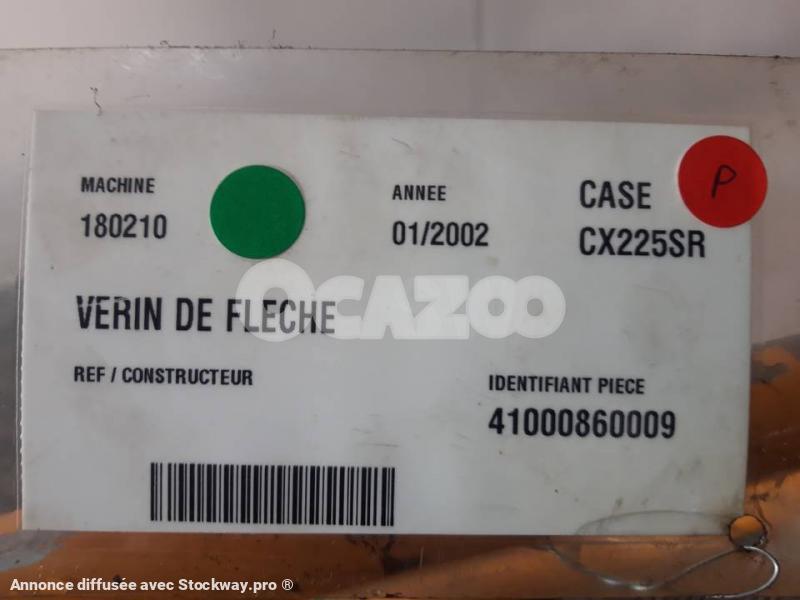 MACHINE
180210
ANNEE
01/2002
CASE
CX225SR
P
VERIN DE FLECHE
OCAZOO
REF / CONSTRUCTEUR
IDENTIFIANT PIECE
41000860009
Annonce diffusée avec Stockway.pro ®